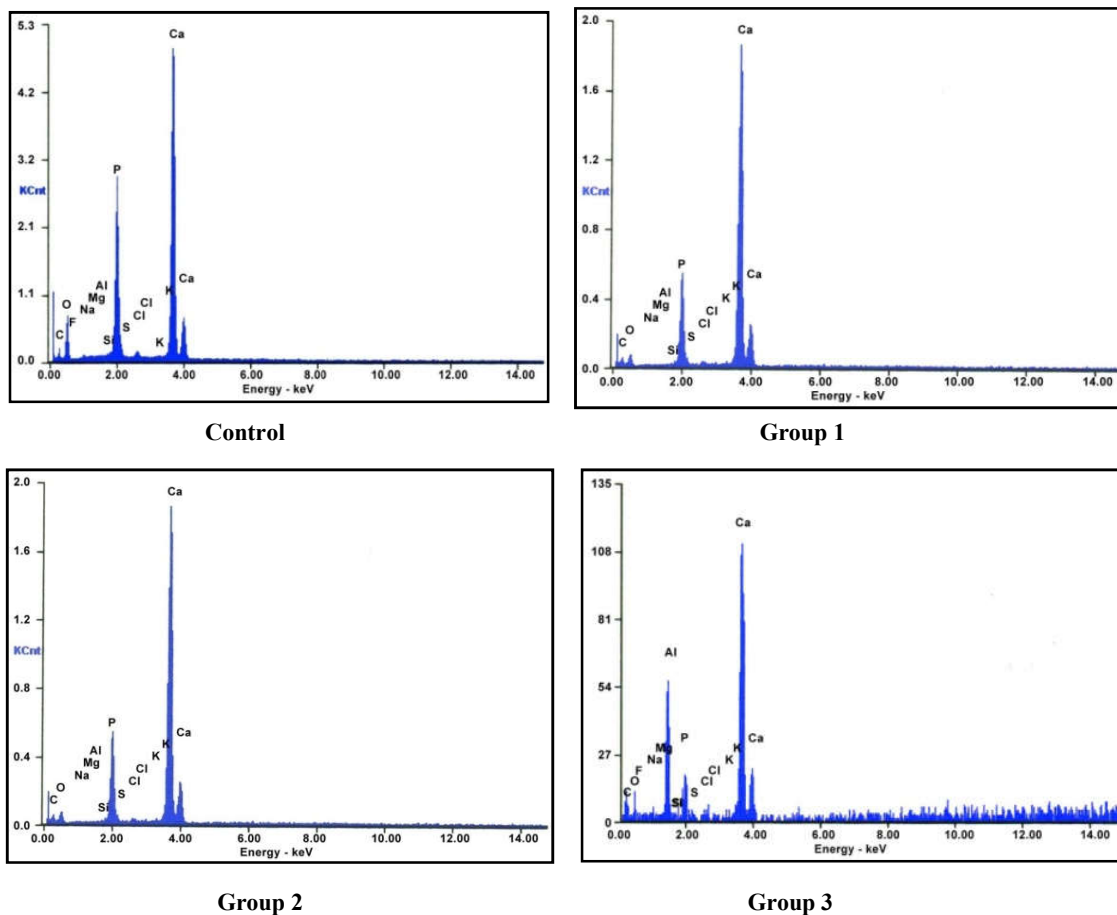 5.3
Ca
4.2
3.2
P
KCnt
2.1
Al
Mg
O
Na
F
Cl
K
Ca
1.1
S
Cl
C
Si
K
0.0
0.00 2.00 4.00 6.00 8.00 10.00 12.00 14.00
Energy - keV
Control
2.0
Ca
1.6
1.2
KCnt
0.8
P
Ca
Al
K
Mg
K
0.4
Na
Cl
O
Cl
S
C
Si
0.0
0.00 2.00 4.00 6.00 8.00 10.00 12.00 14.00
Energy - keV
Group 1
2.0
Ca
1.6
1.2
KCnt
0.8
P
Ca
Al
K
Mg
K
0.4
Na
Cl
O
Cl
S
C
Si
0.0
0.00 2.00 4.00 6.00 8.00 10.00 12.00 14.00
Energy - keV
Group 2
135
Ca
108
81
Al
54
P
Ca
Mg
K
27
Na
K
F
Cl
O
Cl
C
S
Si
0
0.00 2.00 4.00 6.00 8.00 10.00 12.00 14.00
Energy - keV
Group 3